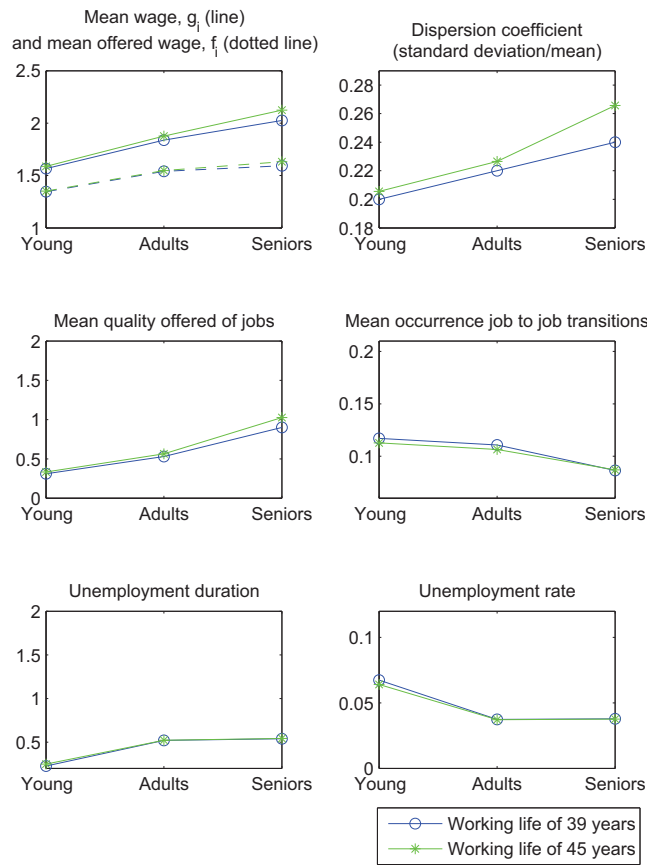 Mean wage, g_i (line)
and mean offered wage, f_i (dotted line)
2.5
2
1.5
1
Young Adults Seniors
Dispersion coefficient
(standard deviation/mean)
0.28
0.26
0.24
0.22
0.2
0.18
Young Adults Seniors
Mean quality offered of jobs
2
1.5
1
0.5
0
Young Adults Seniors
Mean occurrence job to job transitions
0.2
0.15
0.1
Young Adults Seniors
Unemployment duration
2
1.5
1
0.5
Young Adults Seniors
Unemployment rate
0.1
0.05
0
Young Adults Seniors
Working life of 39 years
Working life of 45 years